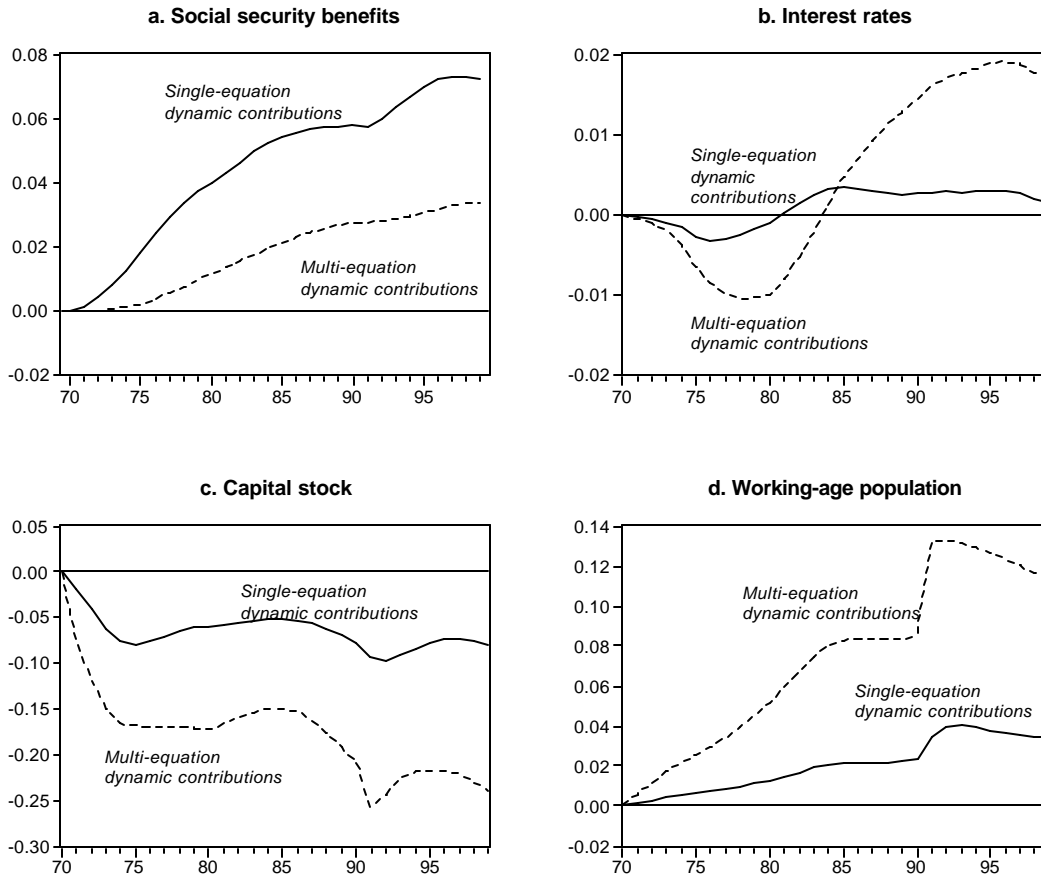 a. Social security benefits
0.08
0.06
0.04
0.02
0.00
-0.02
70
75
80
85
90
95
Single-equation
dynamic contributions
Multi-equation
dynamic contributions
b. Interest rates
0.02
0.01
0.00
-0.01
-0.02
70
75
80
85
90
95
Single-equation
dynamic
contributions
Multi-equation
dynamic contributions
c. Capital stock
0.05
0.00
-0.05
-0.10
-0.15
-0.20
-0.25
-0.30
70
75
80
85
90
95
Single-equation
dynamic contributions
Multi-equation
dynamic contributions
d. Working-age population
0.14
0.12
0.10
0.08
0.06
0.04
0.02
0.00
-0.02
70
75
80
85
90
95
Multi-equation
dynamic contributions
Single-equation
dynamic contributions